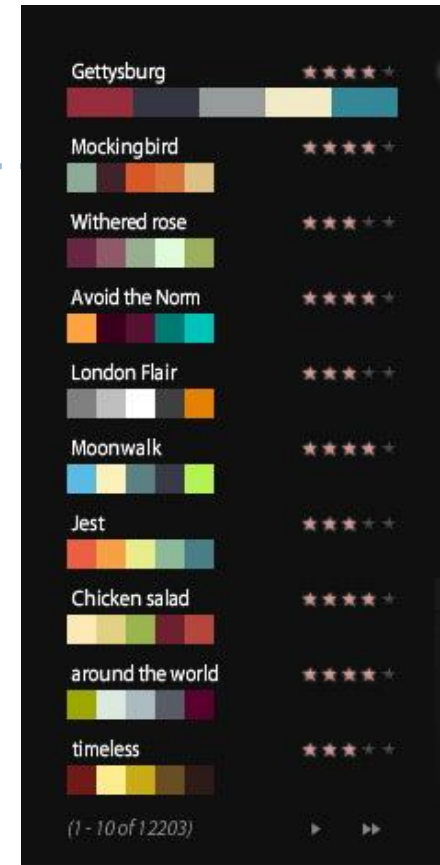 Gettysburg
Mockingbird
Withered rose
Avoid the Norm
London Flair
Moonwalk
Jest
Chicken salad
around the world
timeless
(1 - 10 of 12203)